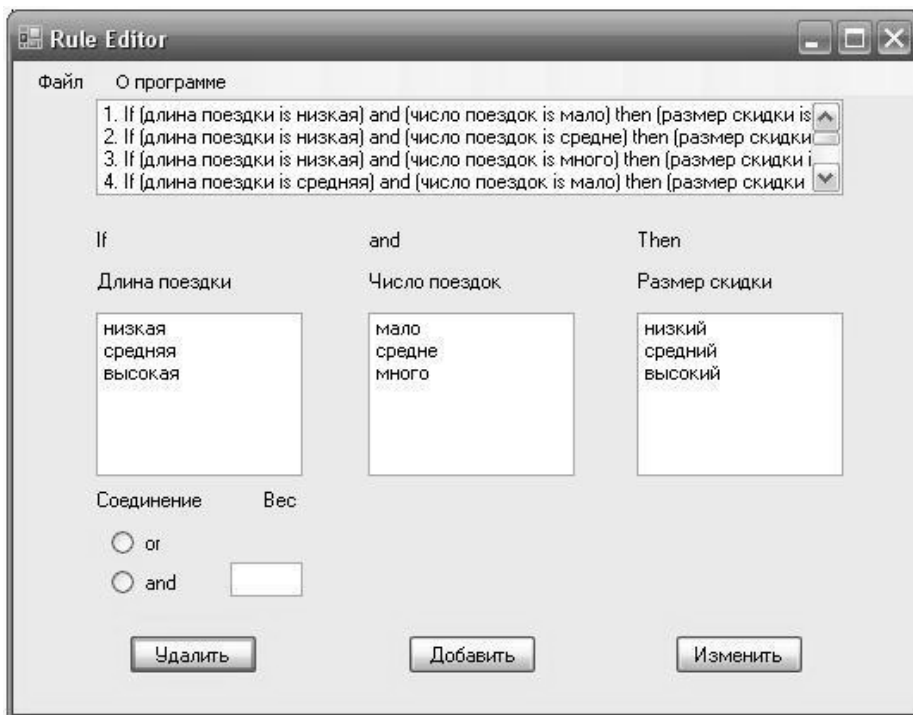 Rule Editor
Файл О программе
1. If (длина поездки is низкая) and (число поездок is мало) then (размер скидки is
2. If (длина поездки is низкая) and (число поездок is средне) then (размер скидки
3. If (длина поездки is низкая) and (число поездок is много) then (размер скидки i
4. If (длина поездки is средняя) and (число поездок is мало) then (размер скидки
If and Then
Длина поездки Число поездок Размер скидки
низкая мало низкий
средняя средне средний
высокая много высокий
Соединение Вес
or
and
Удалить Добавить Изменить